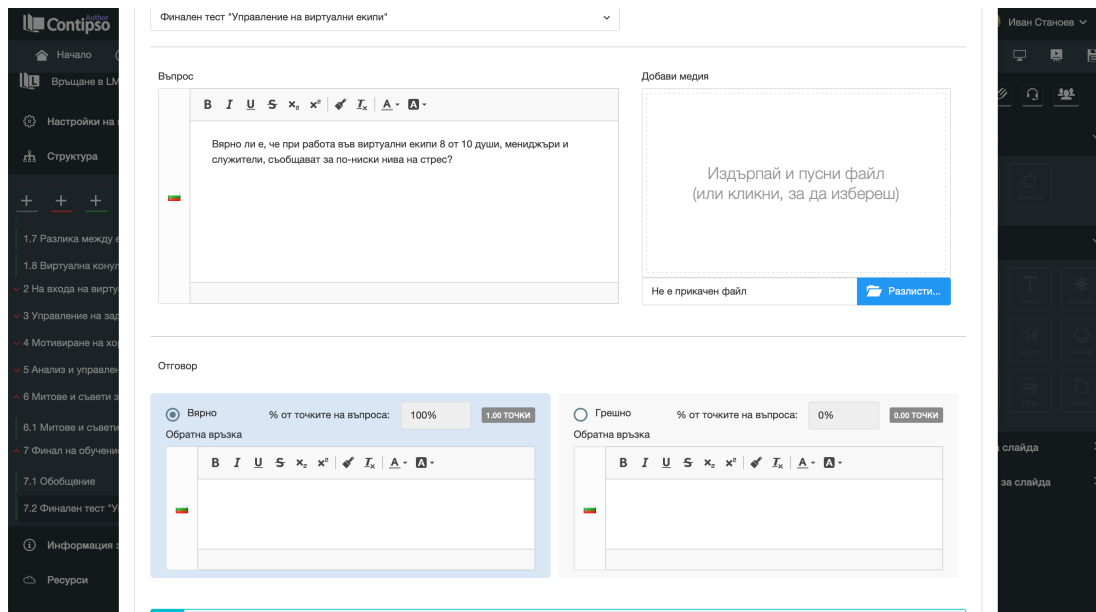 Contipso
Author
Финален тест "Управление на виртуални екипи"
Иван Станоев
Начало
Връщане в LM
Настройки на
Структура
1.7 Разлика между е
1.8 Виртуална конул
2 На входа на вирту
3 Управление на зад
4 Мотивиране на хо
5 Анализ и управлен
6 Митове и съвети з
6.1 Митове и съвети
7 Финал на обучени
7.1 Обобщение
7.2 Финален тест "У
Информация з
Ресурси
Въпрос
Вярно ли е, че при работа във виртуални екипи 8 от 10 души, мениджъри и
служители, съобщават за по-ниски нива на стрес?
Добави медия
Издърпай и пусни файл
(или кликни, за да избереш)
Не е прикачен файл
Разлисти...
Отговор
Вярно
% от точките на въпроса:
100%
1.00 ТОЧКИ
Обратна връзка
Грешно
% от точките на въпроса:
0%
0.00 ТОЧКИ
Обратна връзка
слайда
за слайда